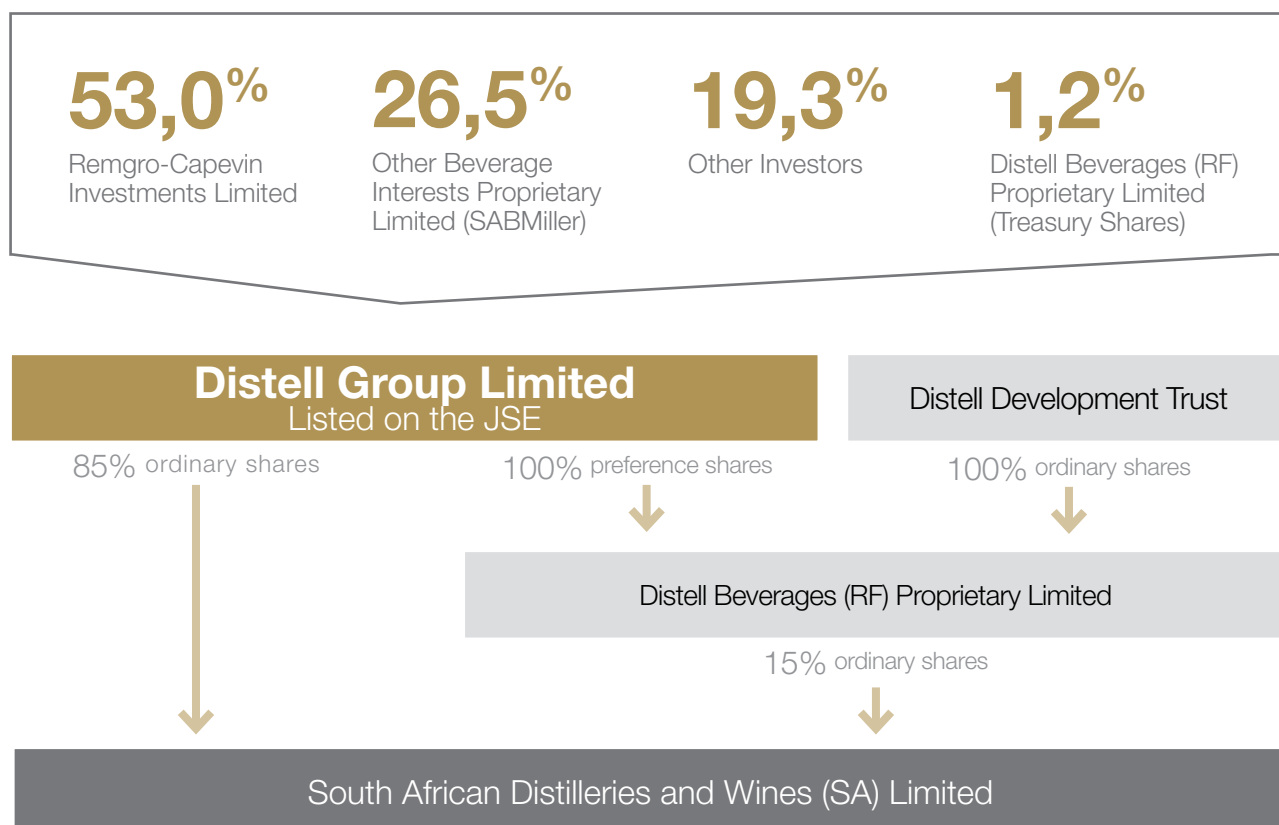 53,0%
Remgro-Capevin
Investments Limited
26,5%
Other Beverage
Interests Proprietary
Limited (SABMiller)
19,3%
Other Investors
1,2%
Distell Beverages (RF)
Proprietary Limited
(Treasury Shares)
Distell Group Limited
Listed on the JSE
Distell Development Trust
85% ordinary shares
100% preference shares
100% ordinary shares
Distell Beverages (RF) Proprietary Limited
15% ordinary shares
South African Distilleries and Wines (SA) Limited